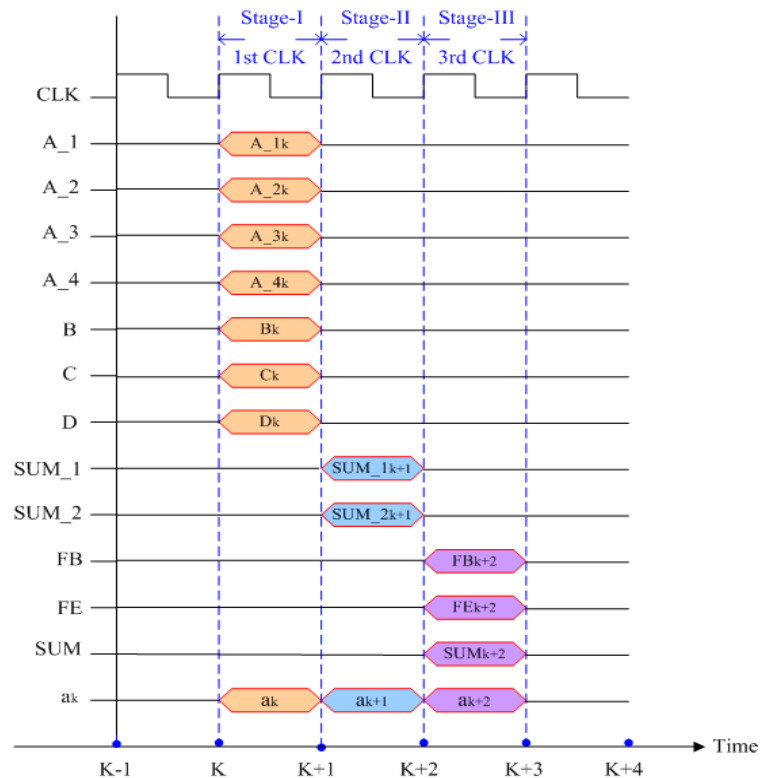 Stage-I Stage-II Stage-III
1st CLK 2nd CLK 3rd CLK
CLK
A_1 A_1k
A_2 A_2k
A_3 A_3k
A_4 A_4k
B Bk
C Ck
D Dk
SUM_1 SUM_1k+1
SUM_2 SUM_2k+1
FB FBk+2
FE FEk+2
SUM SUMk+2
ak ak ak+1 ak+2
Time
K-1 K K+1 K+2 K+3 K+4